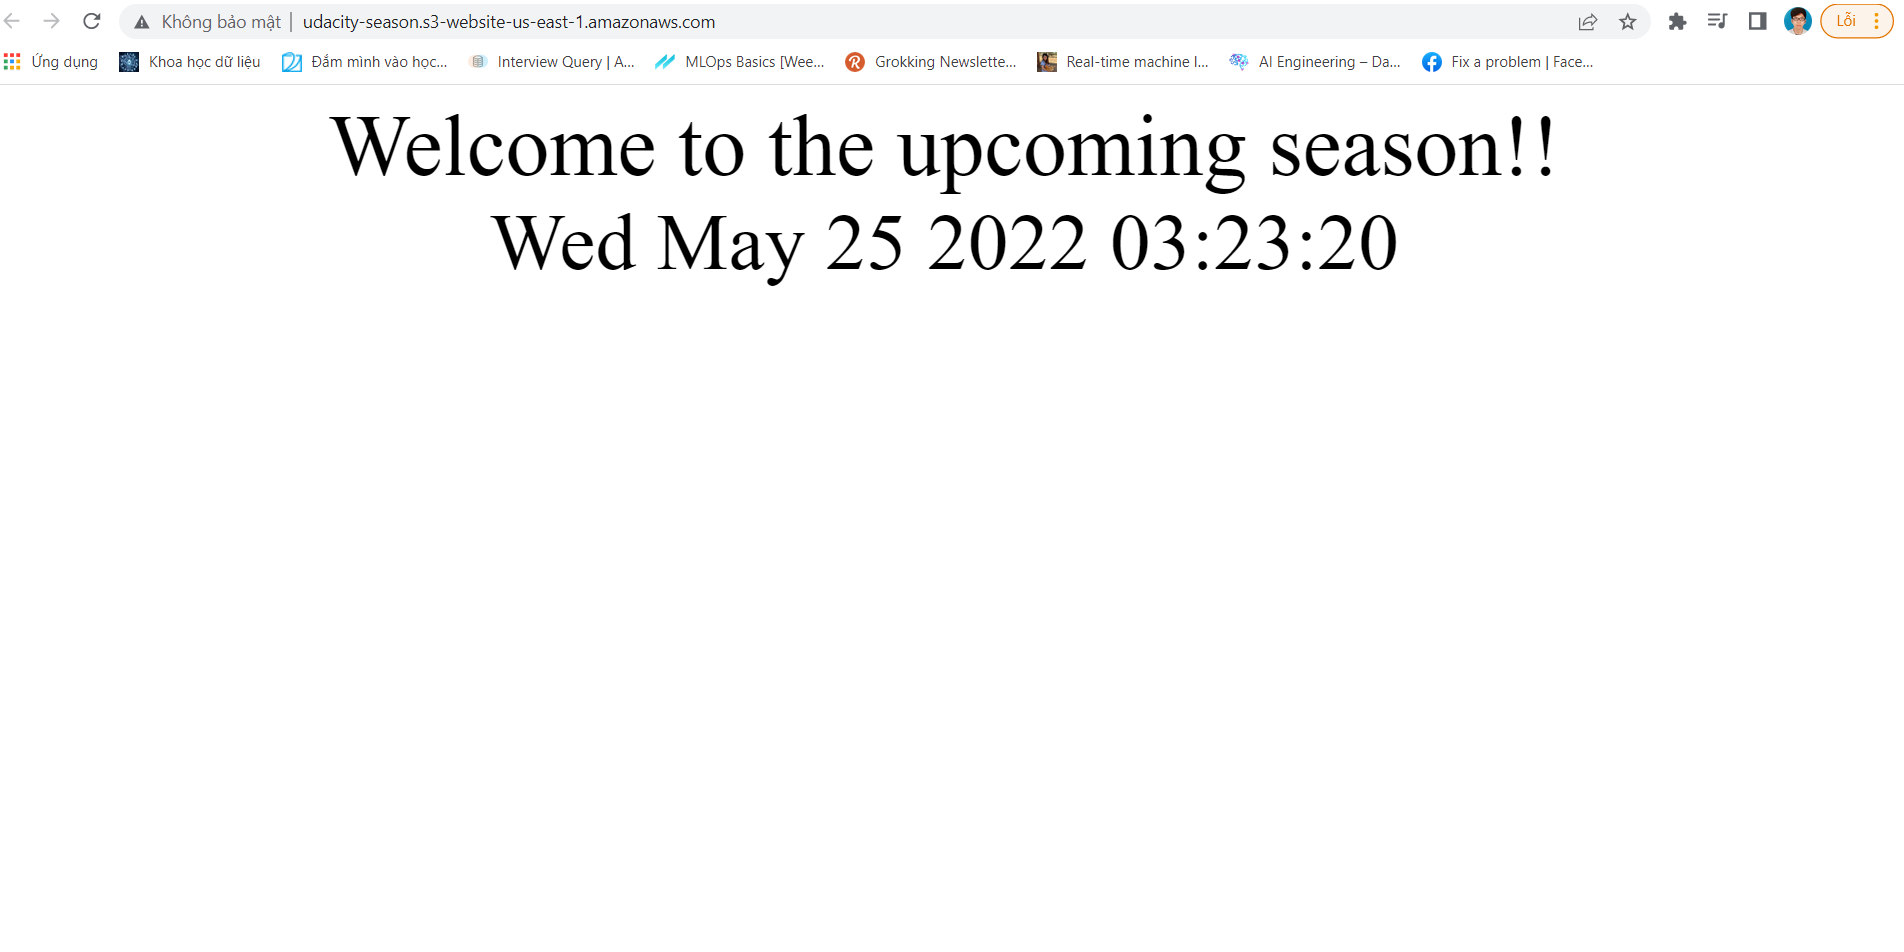 Không bảo mật | udacity-season.s3-website-us-east-1.amazonaws.com Lỗi
Ứng dụng Khoa học dữ liệu Đắm mình vào học... Interview Query | A... MLOps Basics [Wee... Grokking Newslette... Real-time machine l... AI Engineering – Da... Fix a problem | Face...
Welcome to the upcoming season!!
Wed May 25 2022 03:23:20